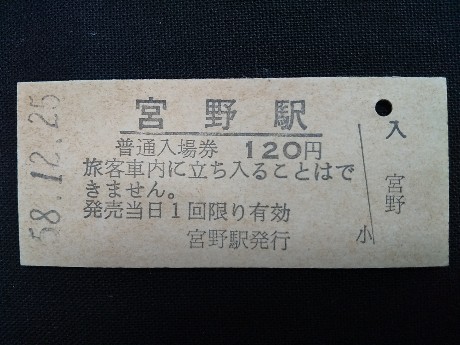 58.12.25
宮野駅
普通入場券 120円
旅客車内に立ち入ることはで
きません。
発売当日1回限り有効
宮野駅発行
入
宮野
小